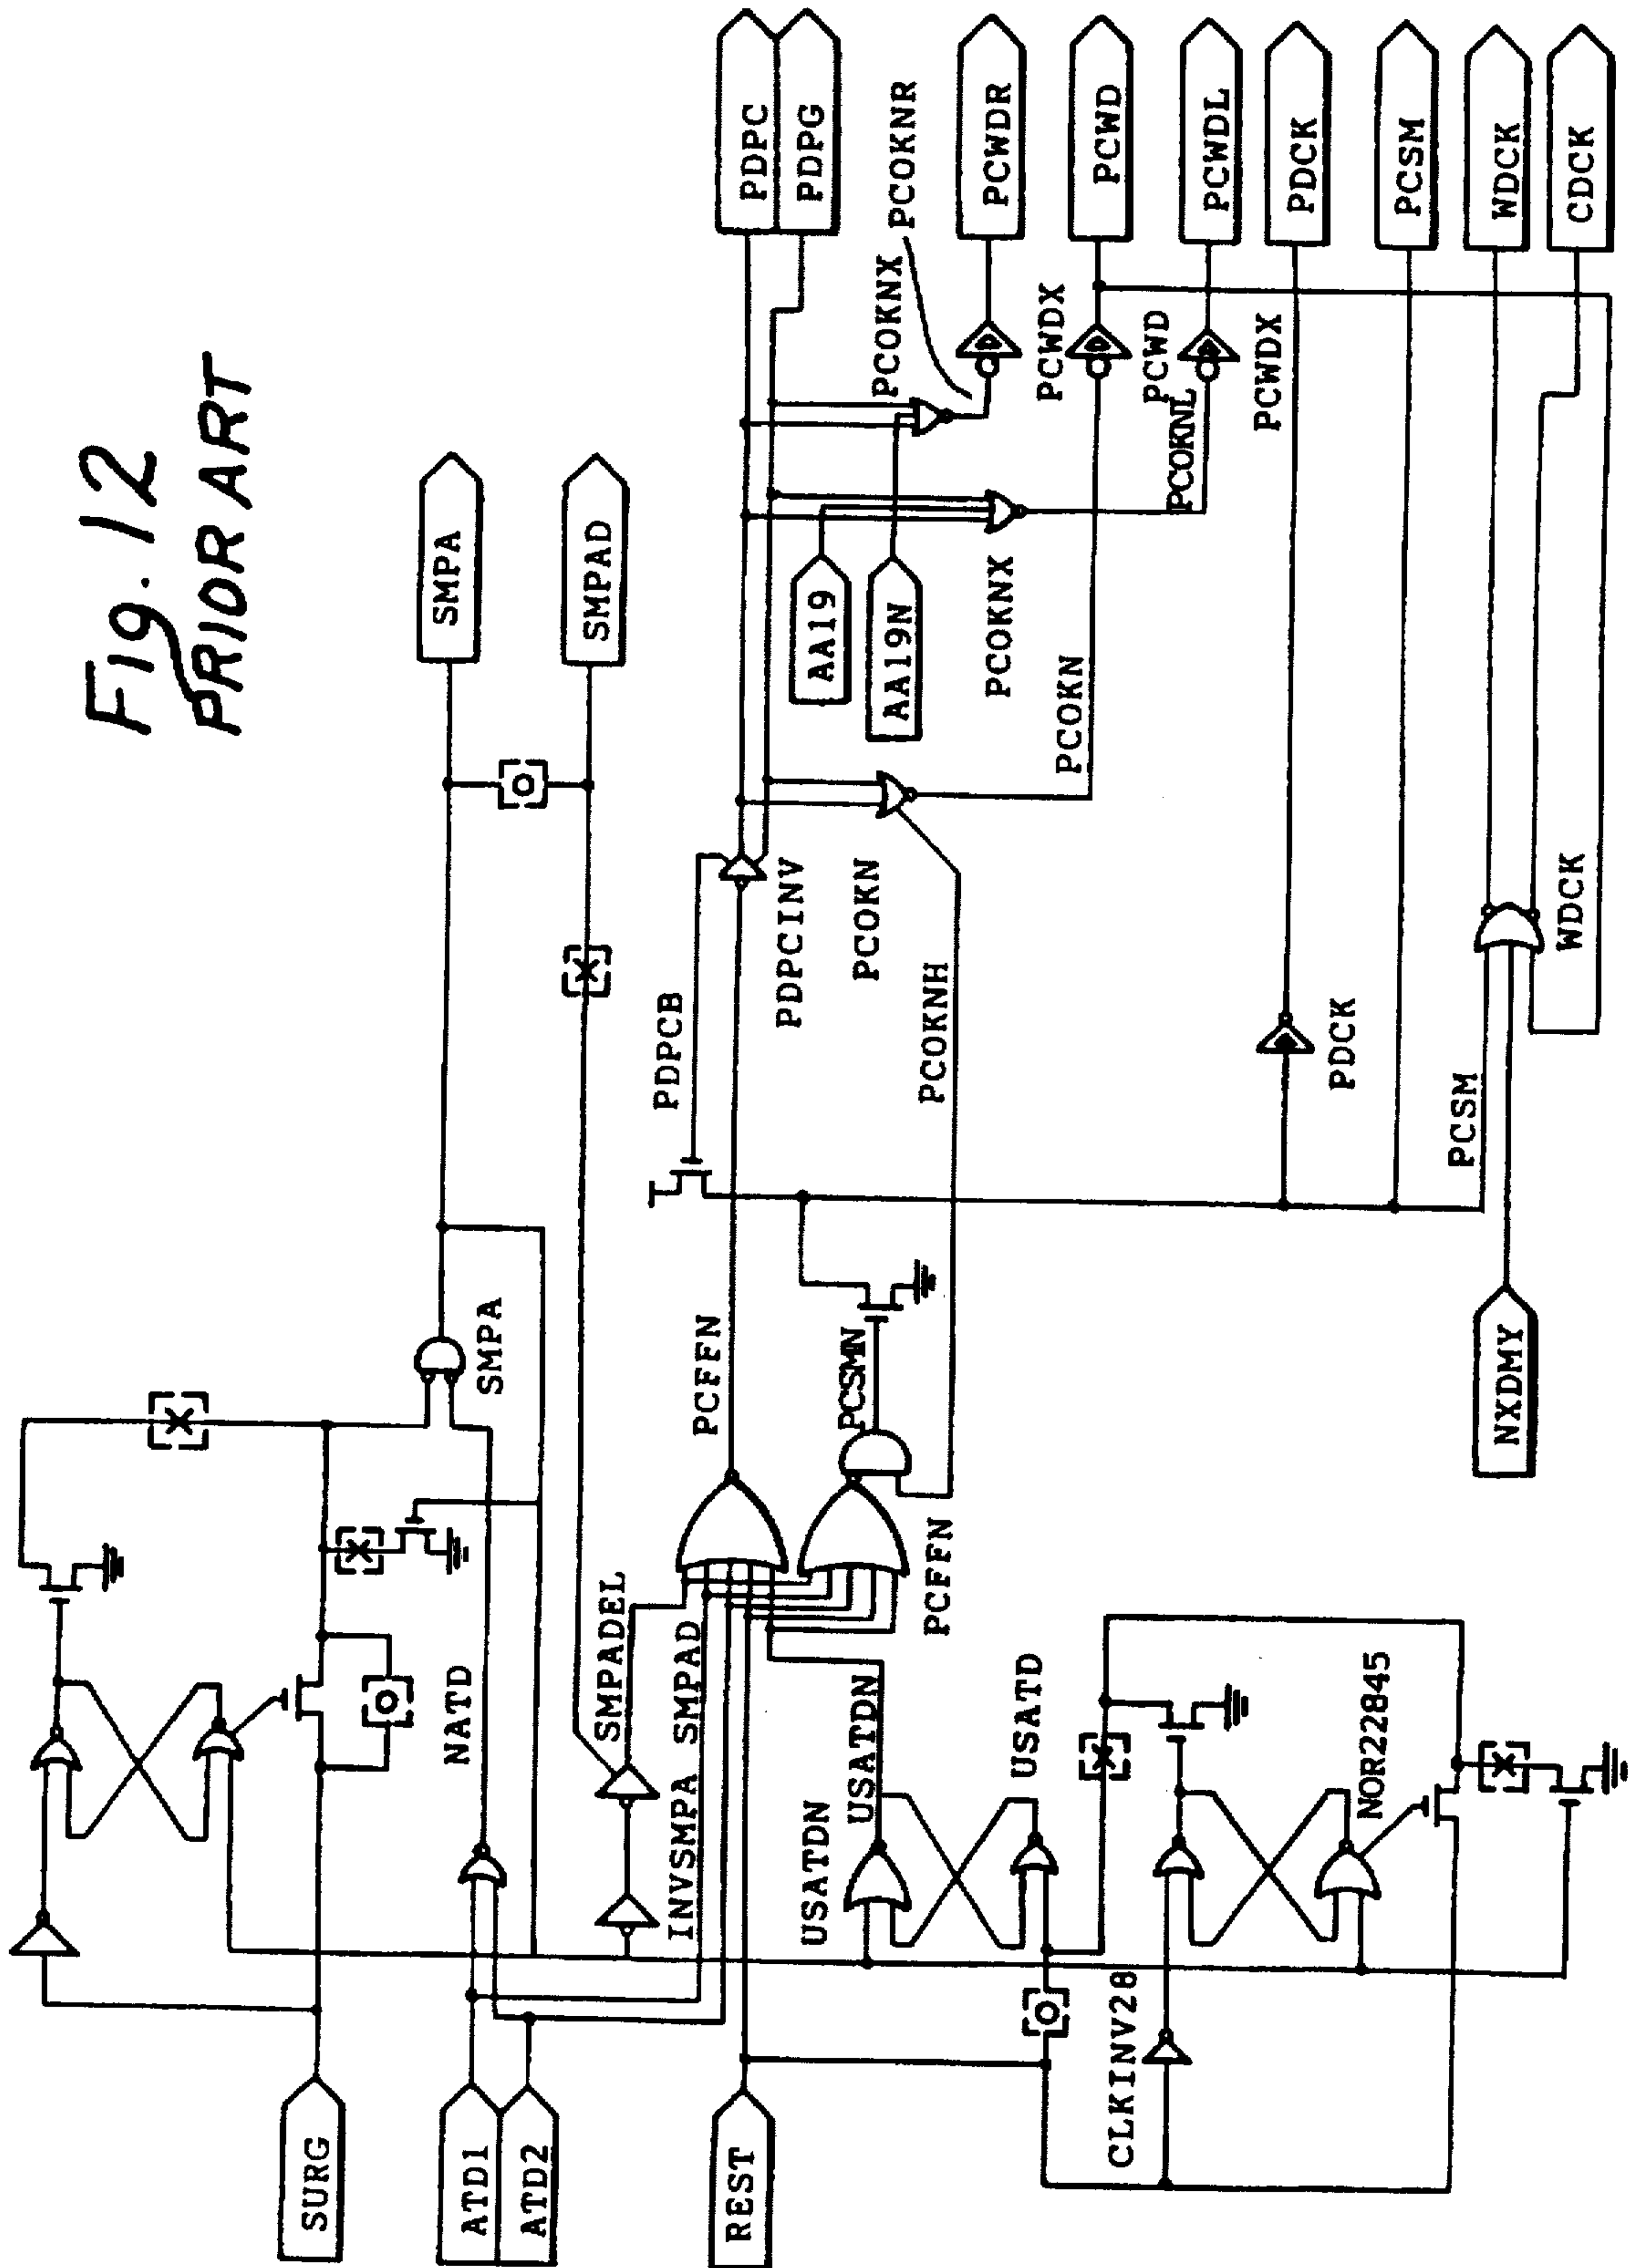 Fig. 12
PRIOR ART
SURG
ATD1
ATD2
REST
NATD
SMPA
SMPA
SMPAD
SMPADEL
INVSMPA SMPAD
USATDN
USATDN
USATD
CLKINV28
NOR22845
PCFFN
PCFFN
PCSMN
PDPCB
PDPCINV
PCOKN
PCOKNH
AA19
AA19N
PCOKNX
PCOKN
PCOKNX
PCOKNR
PCWDX
PCWD
PCOKNL
PCWDX
PDCK
PCSM
NXDMY
WDCK
PDPC
PDPG
PCWDR
PCWD
PCWDL
PDCK
PCSM
WDCK
CDCK